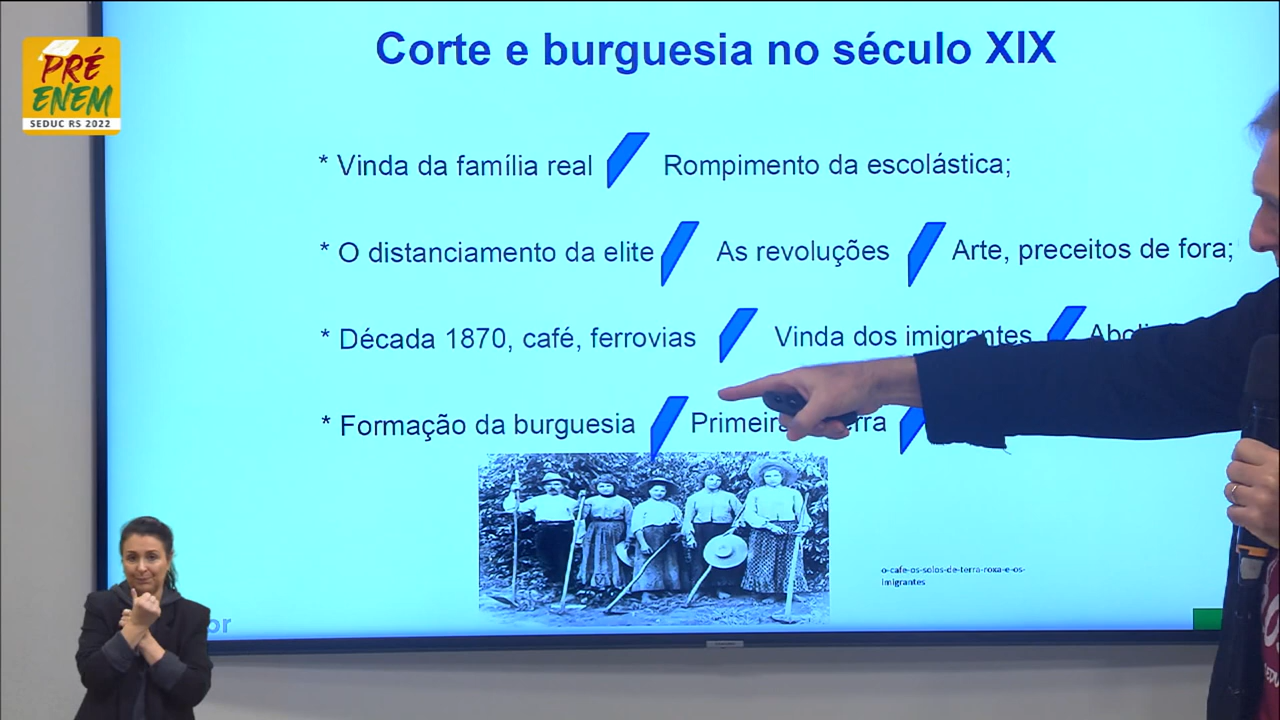 PRÉ
ENEM
SEDUC RS 2022
Corte e burguesia no século XIX
* Vinda da família real Rompimento da escolástica;
* O distanciamento da elite As revoluções Arte, preceitos de fora;
* Década 1870, café, ferrovias Vinda dos imigrantes
* Formação da burguesia
o-cafe-os-solos-de-terra-roxa-e-os-
imigrantes